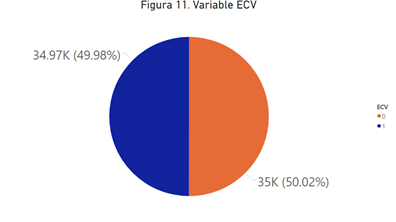 Figura 11. Variable ECV
34.97K (49.98%)
ECV
0
1
35K (50.02%)